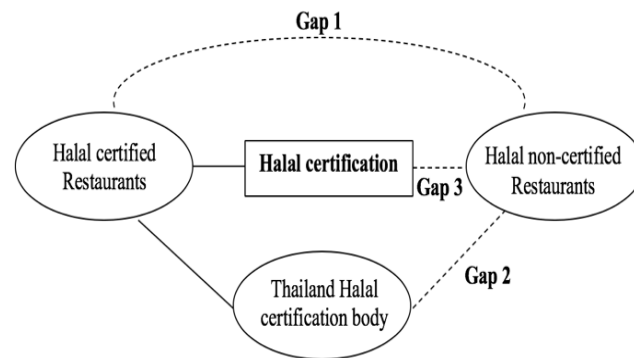 Gap 1
Halal certified
Restaurants
Halal certification
Gap 3
Halal non-certified
Restaurants
Thailand Halal
certification body
Gap 2